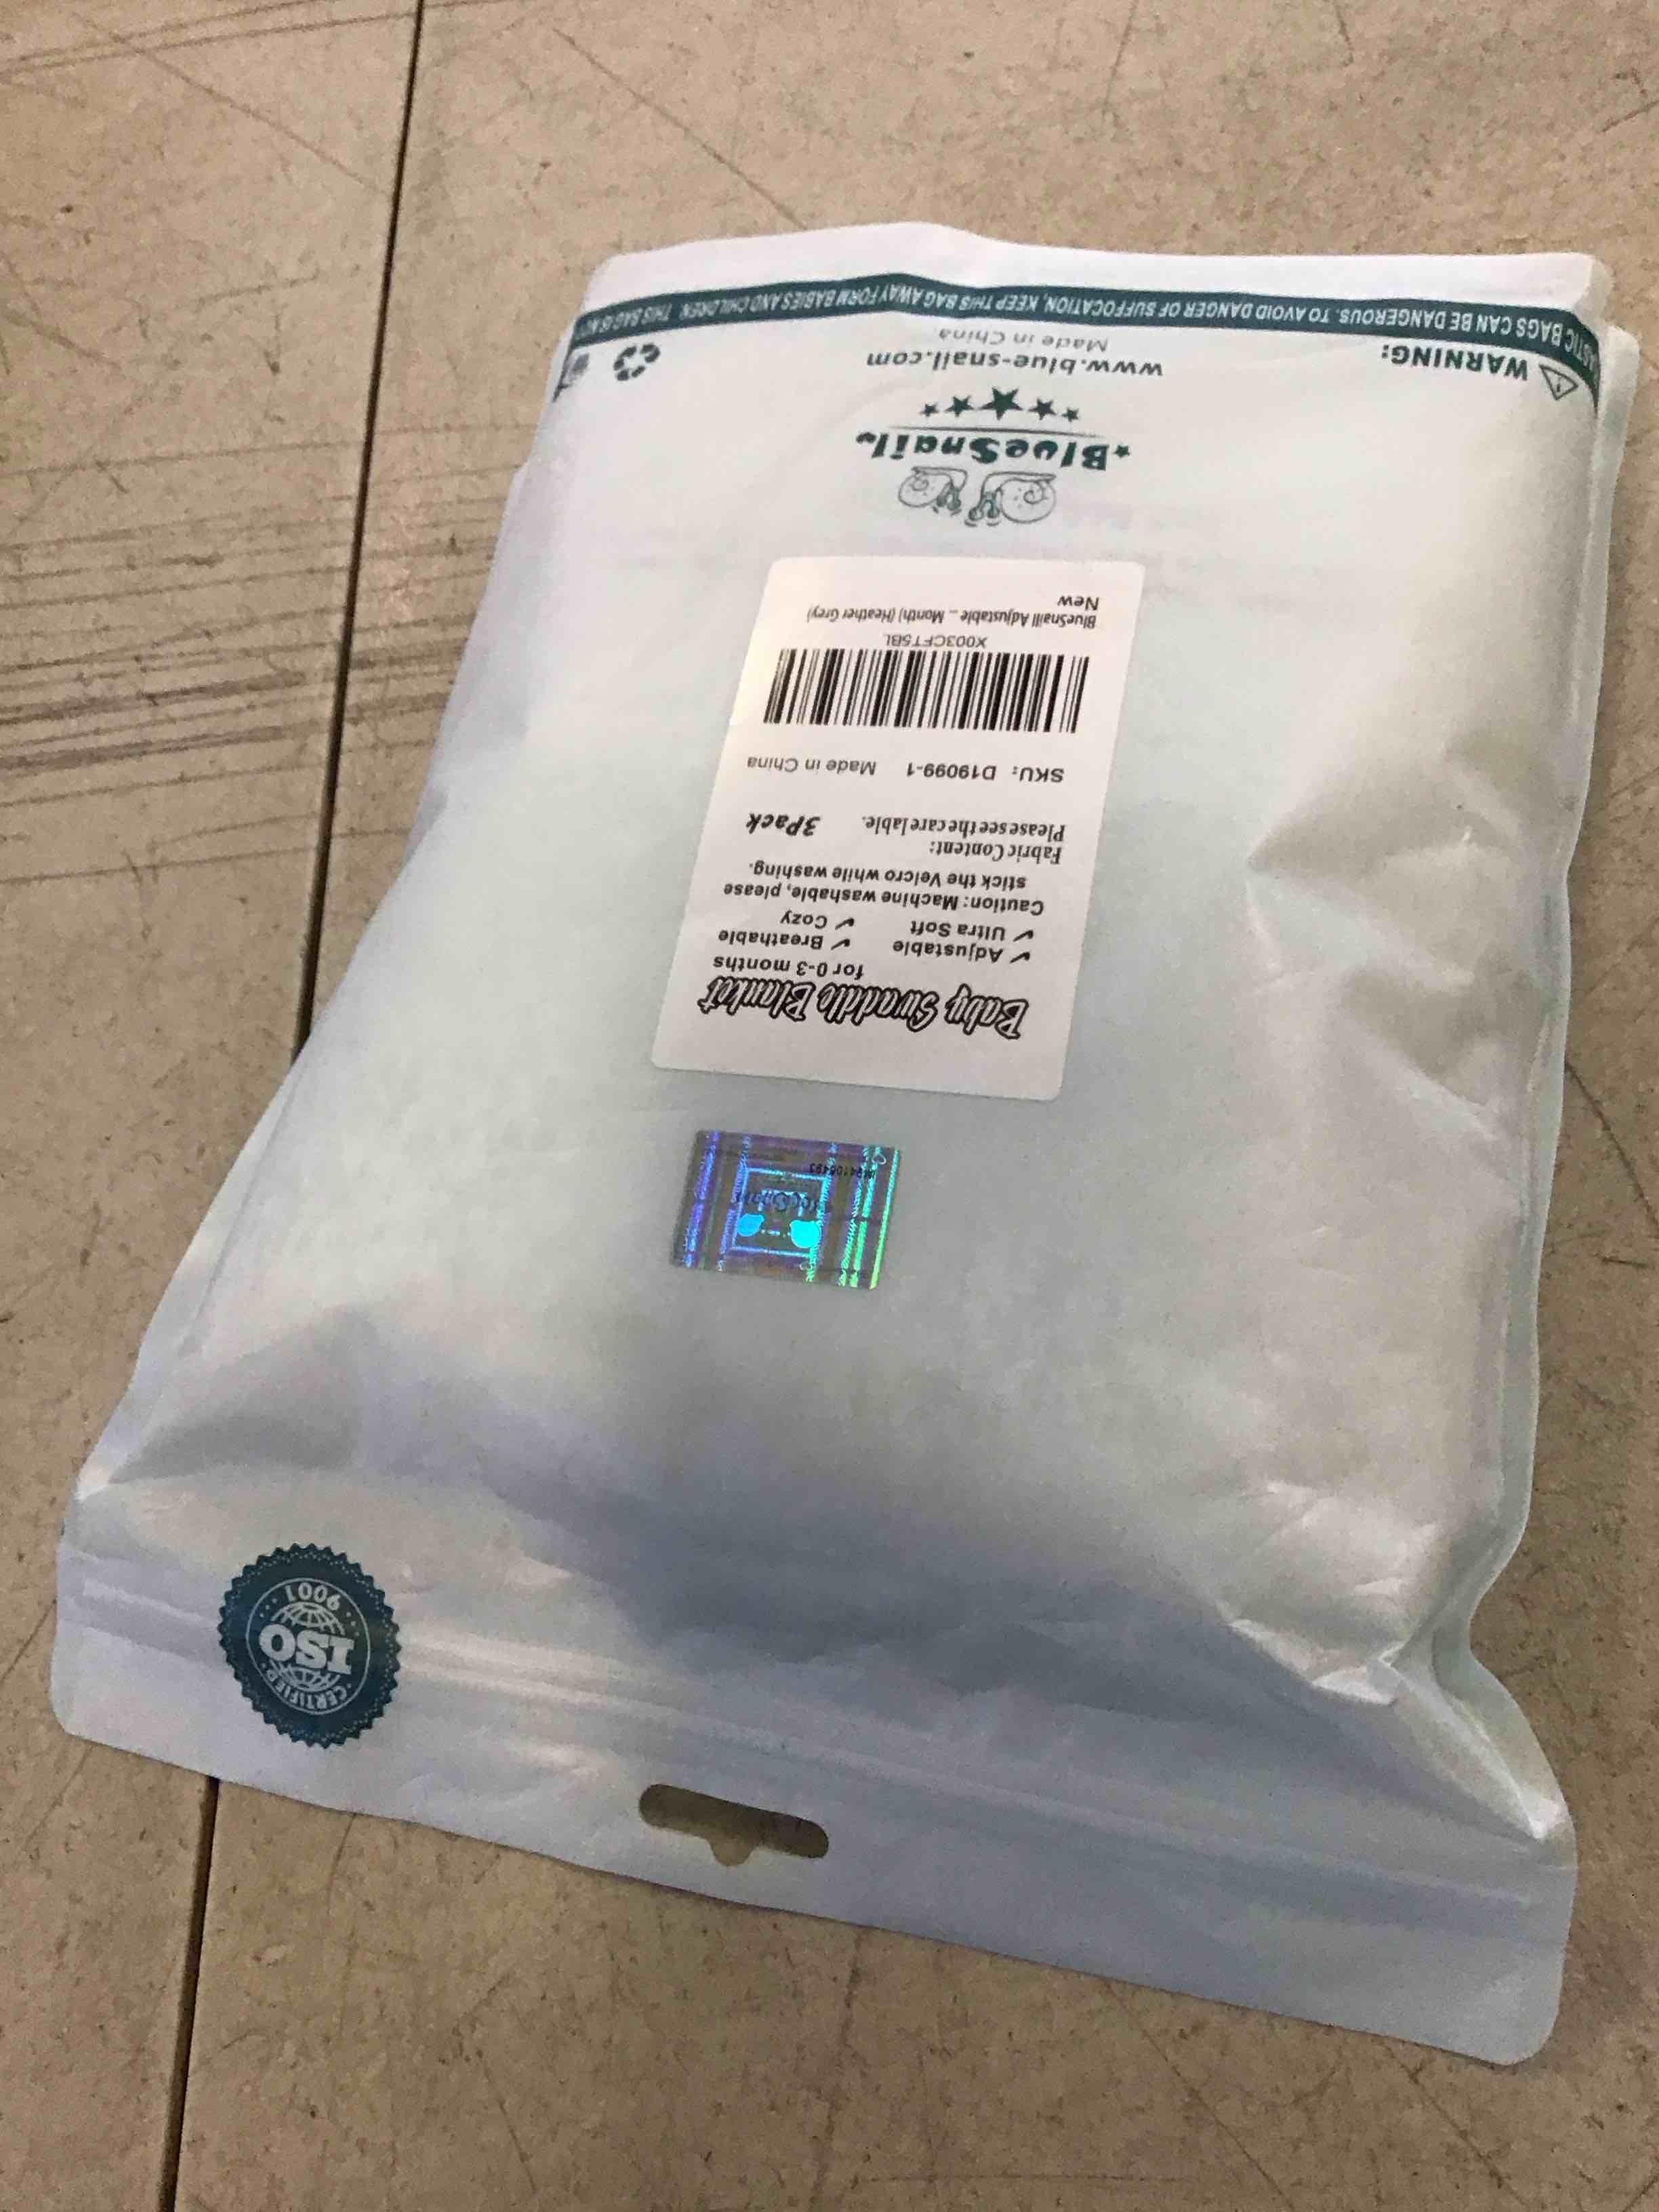 CERTIFIED
ISO
9001
Baby Swaddle Blanket
for 0-3 months
✓ Adjustable ✓ Breathable
✓ Ultra Soft ✓ Cozy
Caution: Machine washable, please
stick the Velcro while washing.
Fabric Content:
Please see the care lable. 3Pack
SKU: D19099-1 Made in China
X003CFT5BL
BlueSnaill Adjustable ... Month) (Heather Grey)
New
BlueSnail
www.blue-snail.com
Made in China
WARNING:
BAGS CAN BE DANGEROUS. TO AVOID DANGER OF SUFFOCATION, KEEP THIS BAG AWAY FORM BABIES AND CHILDREN. THIS BAG IS